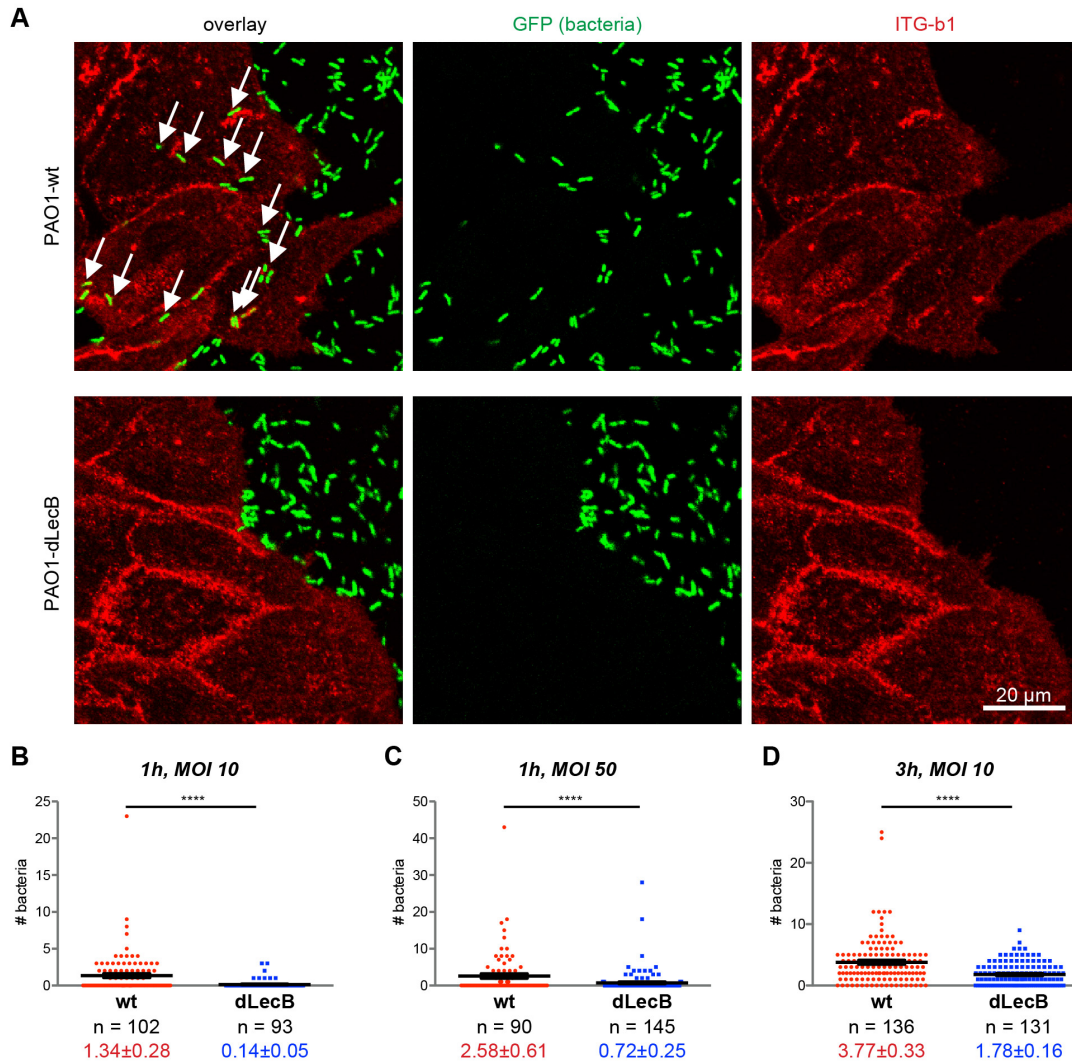 A
overlay
GFP (bacteria)
ITG-b1
PAO1-wt
PAO1-dLecB
20 µm
B
1h, MOI 10
****
# bacteria
25
20
15
10
5
0
wt
dLecB
n = 102
n = 93
1.34±0.28
0.14±0.05
C
1h, MOI 50
****
# bacteria
50
40
30
20
10
0
wt
dLecB
n = 90
n = 145
2.58±0.61
0.72±0.25
D
3h, MOI 10
****
# bacteria
30
20
10
0
wt
dLecB
n = 136
n = 131
3.77±0.33
1.78±0.16